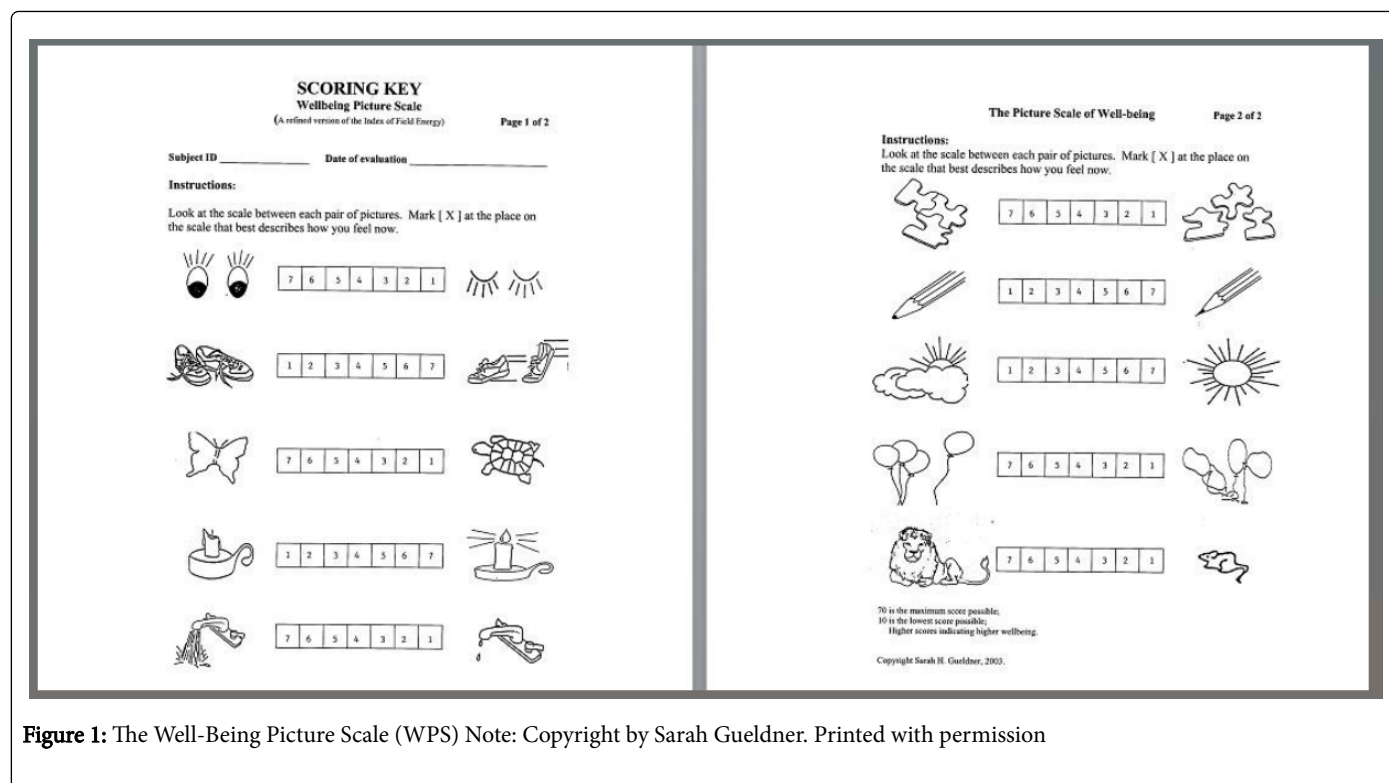 SCORING KEY
Wellbeing Picture Scale
(A refined version of the Index of Field Energy)
Page 1 of 2
Subject ID
Date of evaluation
Instructions:
Look at the scale between each pair of pictures. Mark [ X ] at the place on
the scale that best describes how you feel now.
7 6 5 4 3 2 1
1 2 3 4 5 6 7
7 6 5 4 3 2 1
1 2 3 4 5 6 7
7 6 5 4 3 2 1
The Picture Scale of Well-being
Page 2 of 2
Instructions:
Look at the scale between each pair of pictures. Mark [ X ] at the place on
the scale that best describes how you feel now.
7 6 5 4 3 2 1
1 2 3 4 5 6 7
1 2 3 4 5 6 7
7 6 5 4 3 2 1
7 6 5 4 3 2 1
70 is the maximum score possible;
10 is the lowest score possible;
Higher scores indicating higher wellbeing.
Copyright Sarah H. Gueldner, 2003.
Figure 1: The Well-Being Picture Scale (WPS) Note: Copyright by Sarah Gueldner. Printed with permission